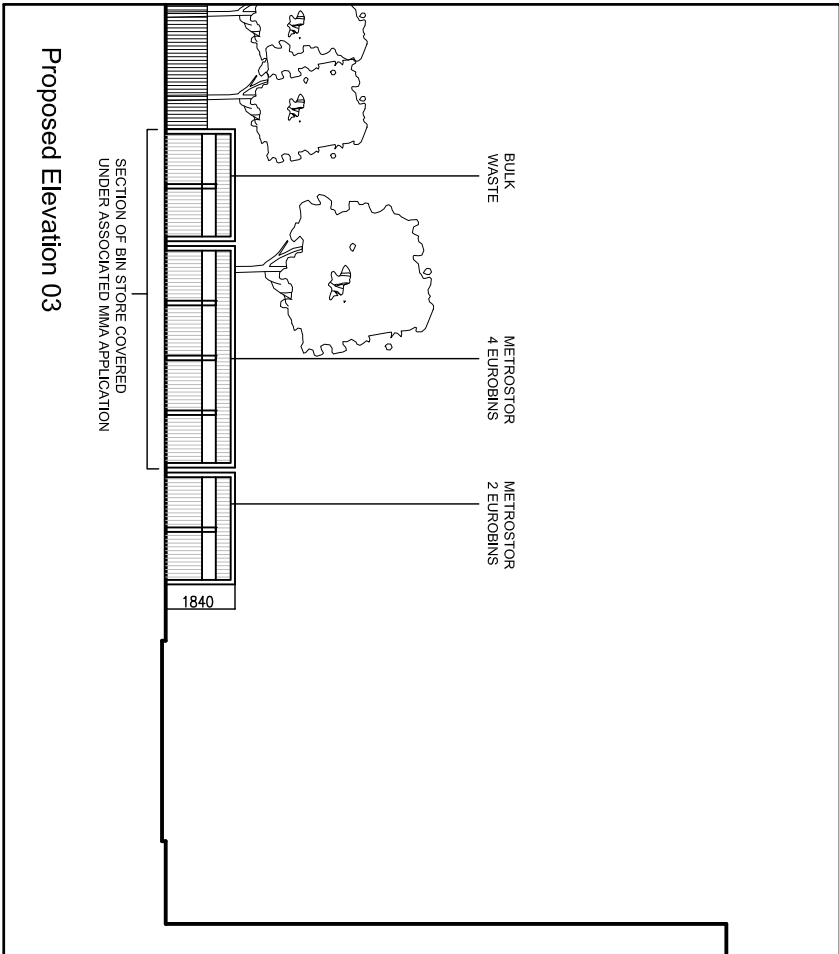 BULK
WASTE
METROSTOR
4 EUROBINS
METROSTOR
2 EUROBINS
1840
SECTION OF BIN STORE COVERED
UNDER ASSOCIATED MMA APPLICATION
Proposed Elevation 03